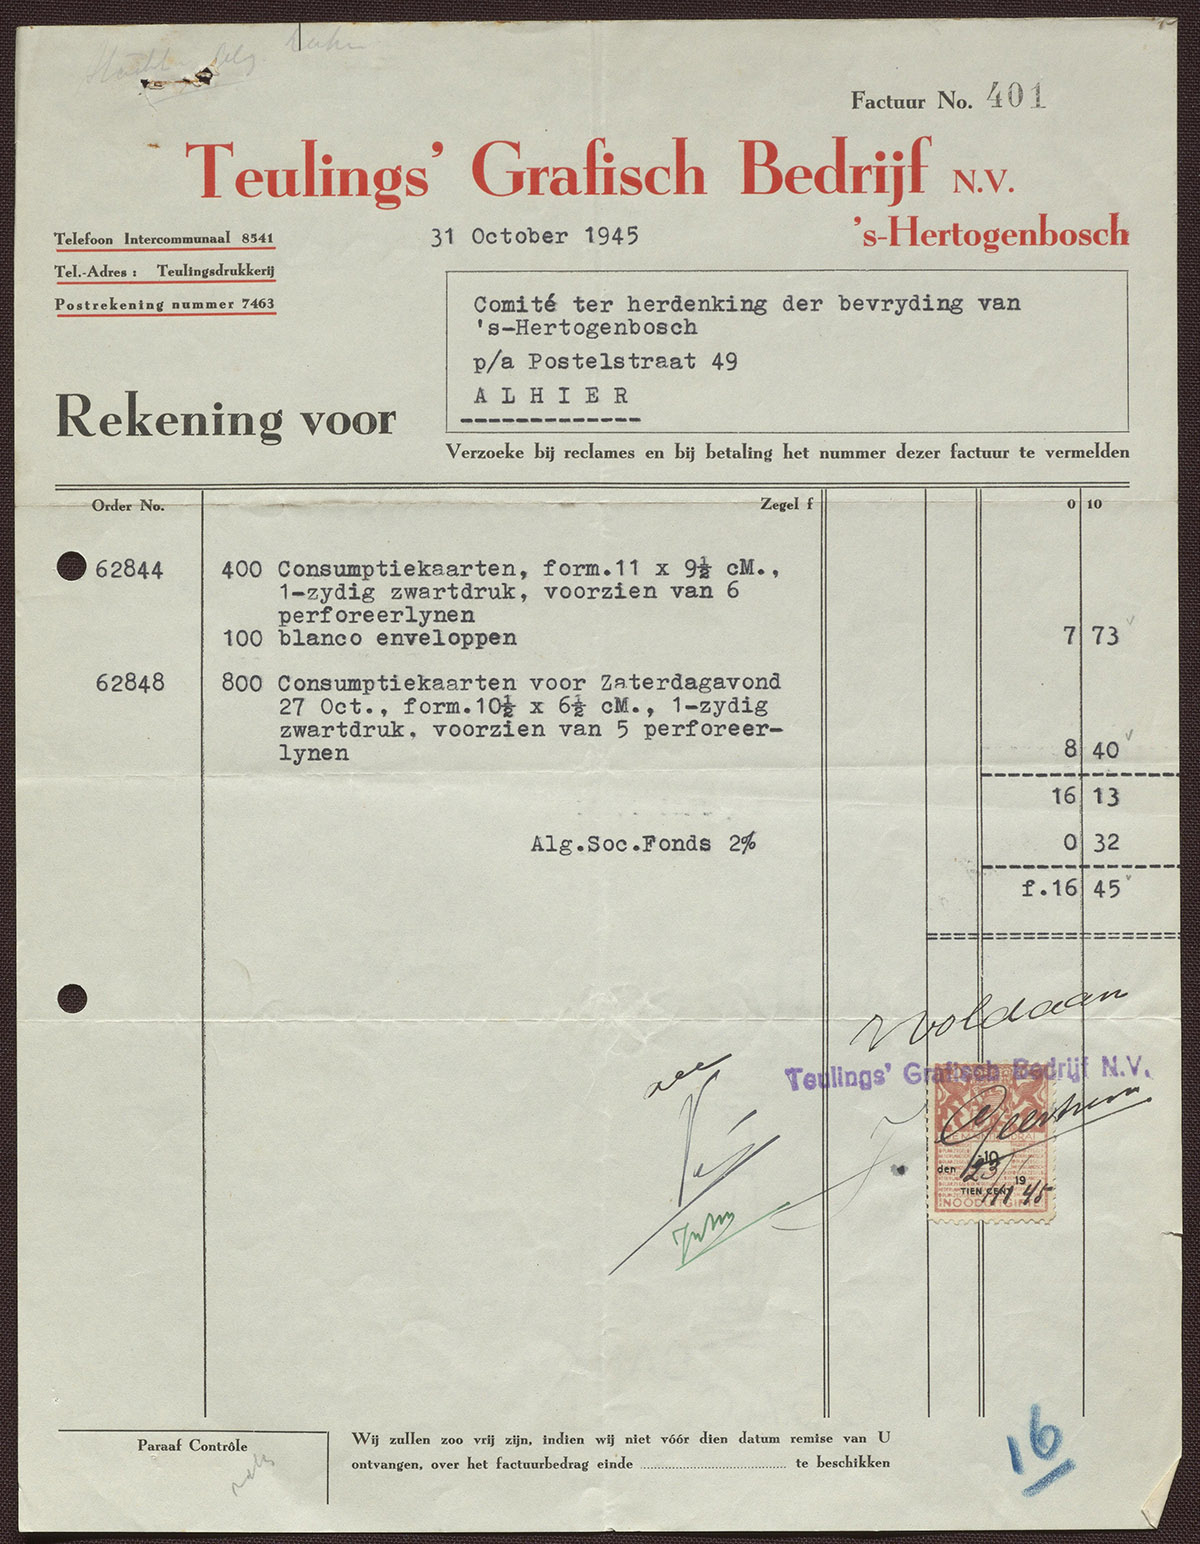 Factuur No. 401
Teulings' Grafisch Bedrijf N.V.
's-Hertogenbosch
Telefoon Intercommunaal 8541
Tel.-Adres : Teulingsdrukkerij
Postrekening nummer 7463
31 October 1945
Comité ter herdenking der bevryding van
's-Hertogenbosch
p/a Postelstraat 49
A L H I E R
Rekening voor
Verzoeke bij reclames en bij betaling het nummer dezer factuur te vermelden
Order No. Zegel f 0 10
62844 400 Consumptiekaarten, form.11 x 9½ cM.,
1-zydig zwartdruk, voorzien van 6
perforeerlynen
100 blanco enveloppen 7 73
62848 800 Consumptiekaarten voor Zaterdagavond
27 Oct., form.10½ x 6½ cM., 1-zydig
zwartdruk, voorzien van 5 perforeer-
lynen 8 40
16 13
Alg.Soc.Fonds 2% 0 32
f.16 45
Voldaan
Teulings' Grafisch Bedrijf N.V.
10
den 23 19
TIEN CENT 45
16
Paraaf Contrôle
Wij zullen zoo vrij zijn, indien wij niet vóór dien datum remise van U
ontvangen, over het factuurbedrag einde ........ te beschikken